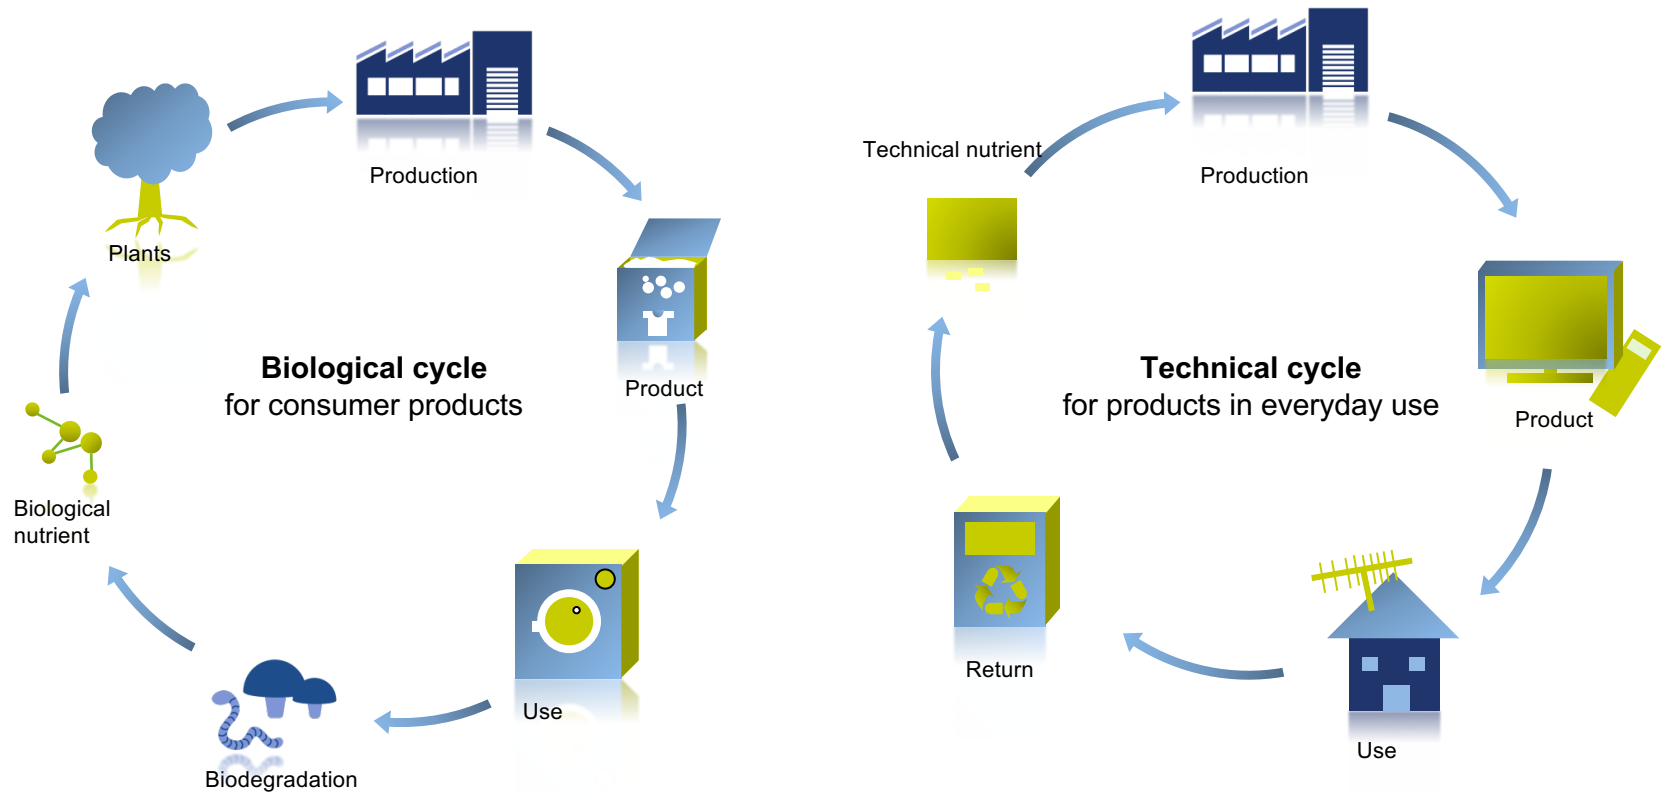 Production
Plants
Biological cycle
for consumer products
Product
Biological
nutrient
Use
Biodegradation
Technical nutrient
Production
Technical cycle
for products in everyday use
Product
Return
Use